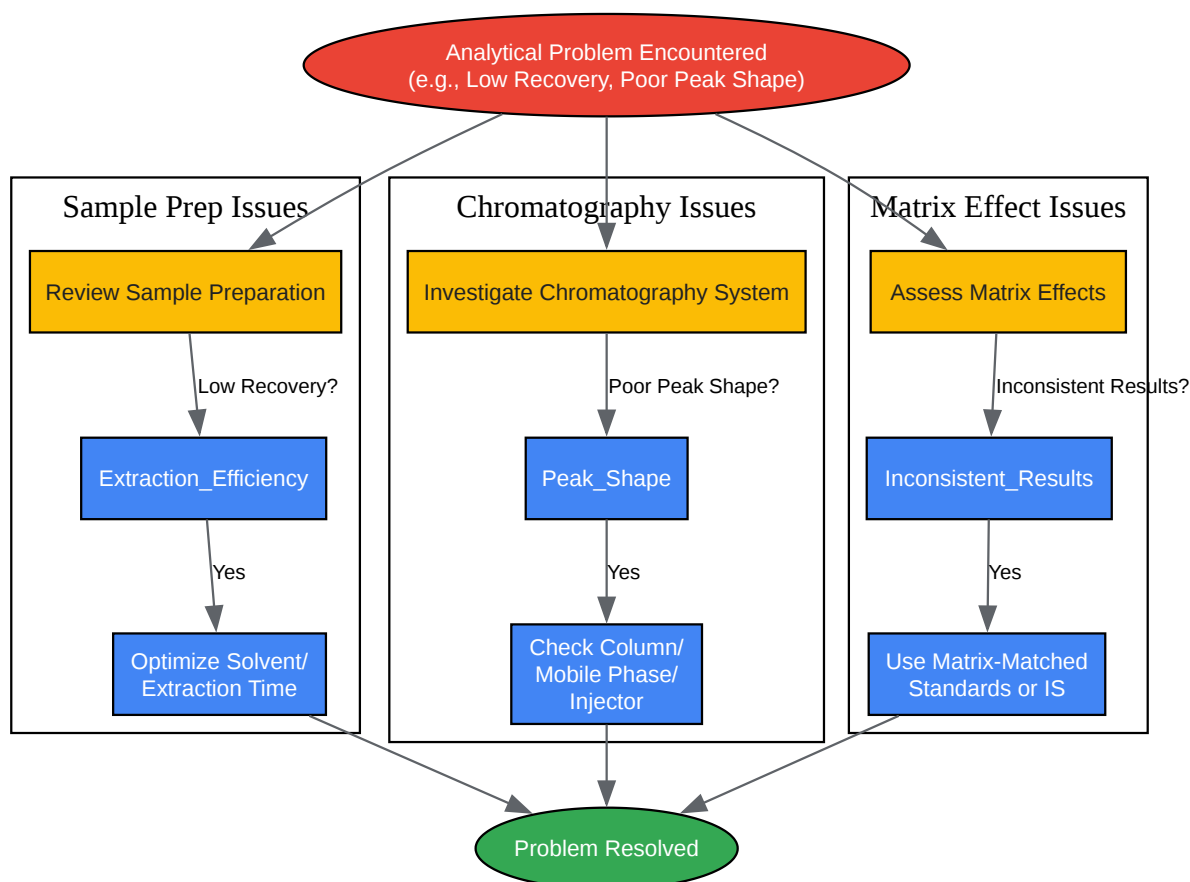 Analytical Problem Encountered
(e.g., Low Recovery, Poor Peak Shape)
Sample Prep Issues
Chromatography Issues
Matrix Effect Issues
Review Sample Preparation
Investigate Chromatography System
Assess Matrix Effects
Low Recovery?
Poor Peak Shape?
Inconsistent Results?
Extraction_Efficiency
Peak_Shape
Inconsistent_Results
Yes
Yes
Yes
Optimize Solvent/
Extraction Time
Check Column/
Mobile Phase/
Injector
Use Matrix-Matched
Standards or IS
Problem Resolved